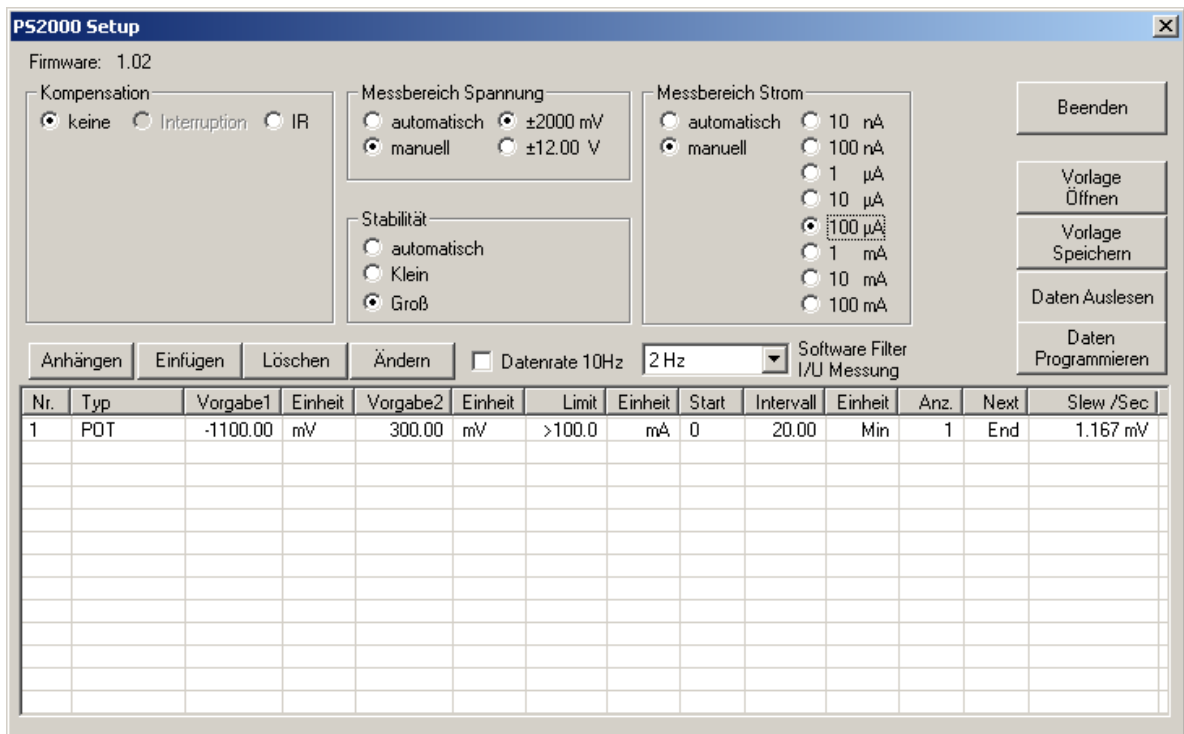 PS2000 Setup
Firmware: 1.02
Kompensation
keine Interruption IR
Messbereich Spannung
automatisch ±2000 mV
manuell ±12.00 V
Stabilität
automatisch
Klein
Groß
Messbereich Strom
automatisch 10 nA
manuell 100 nA
1 µA
10 µA
100 µA
1 mA
10 mA
100 mA
Beenden
Vorlage
Öffnen
Vorlage
Speichern
Daten Auslesen
Daten
Programmieren
Anhängen Einfügen Löschen Ändern Datenrate 10Hz 2 Hz Software Filter
I/U Messung
Nr. Typ Vorgabe1 Einheit Vorgabe2 Einheit Limit Einheit Start Intervall Einheit Anz. Next Slew /Sec
1 POT -1100.00 mV 300.00 mV >100.0 mA 0 20.00 Min 1 End 1.167 mV